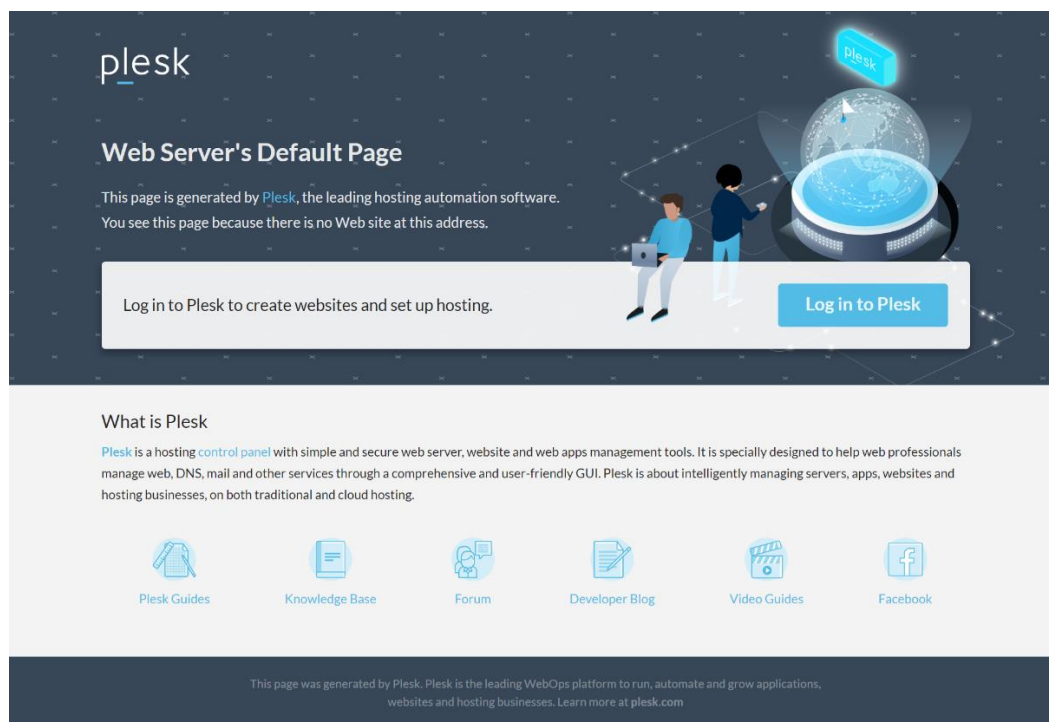 plesk
plesk
Web Server's Default Page
This page is generated by Plesk, the leading hosting automation software.
You see this page because there is no Web site at this address.
Log in to Plesk to create websites and set up hosting.
Log in to Plesk
What is Plesk
Plesk is a hosting control panel with simple and secure web server, website and web apps management tools. It is specially designed to help web professionals
manage web, DNS, mail and other services through a comprehensive and user-friendly GUI. Plesk is about intelligently managing servers, apps, websites and
hosting businesses, on both traditional and cloud hosting.
Plesk Guides
Knowledge Base
Forum
Developer Blog
Video Guides
Facebook
This page was generated by Plesk. Plesk is the leading WebOps platform to run, automate and grow applications,
websites and hosting businesses. Learn more at plesk.com